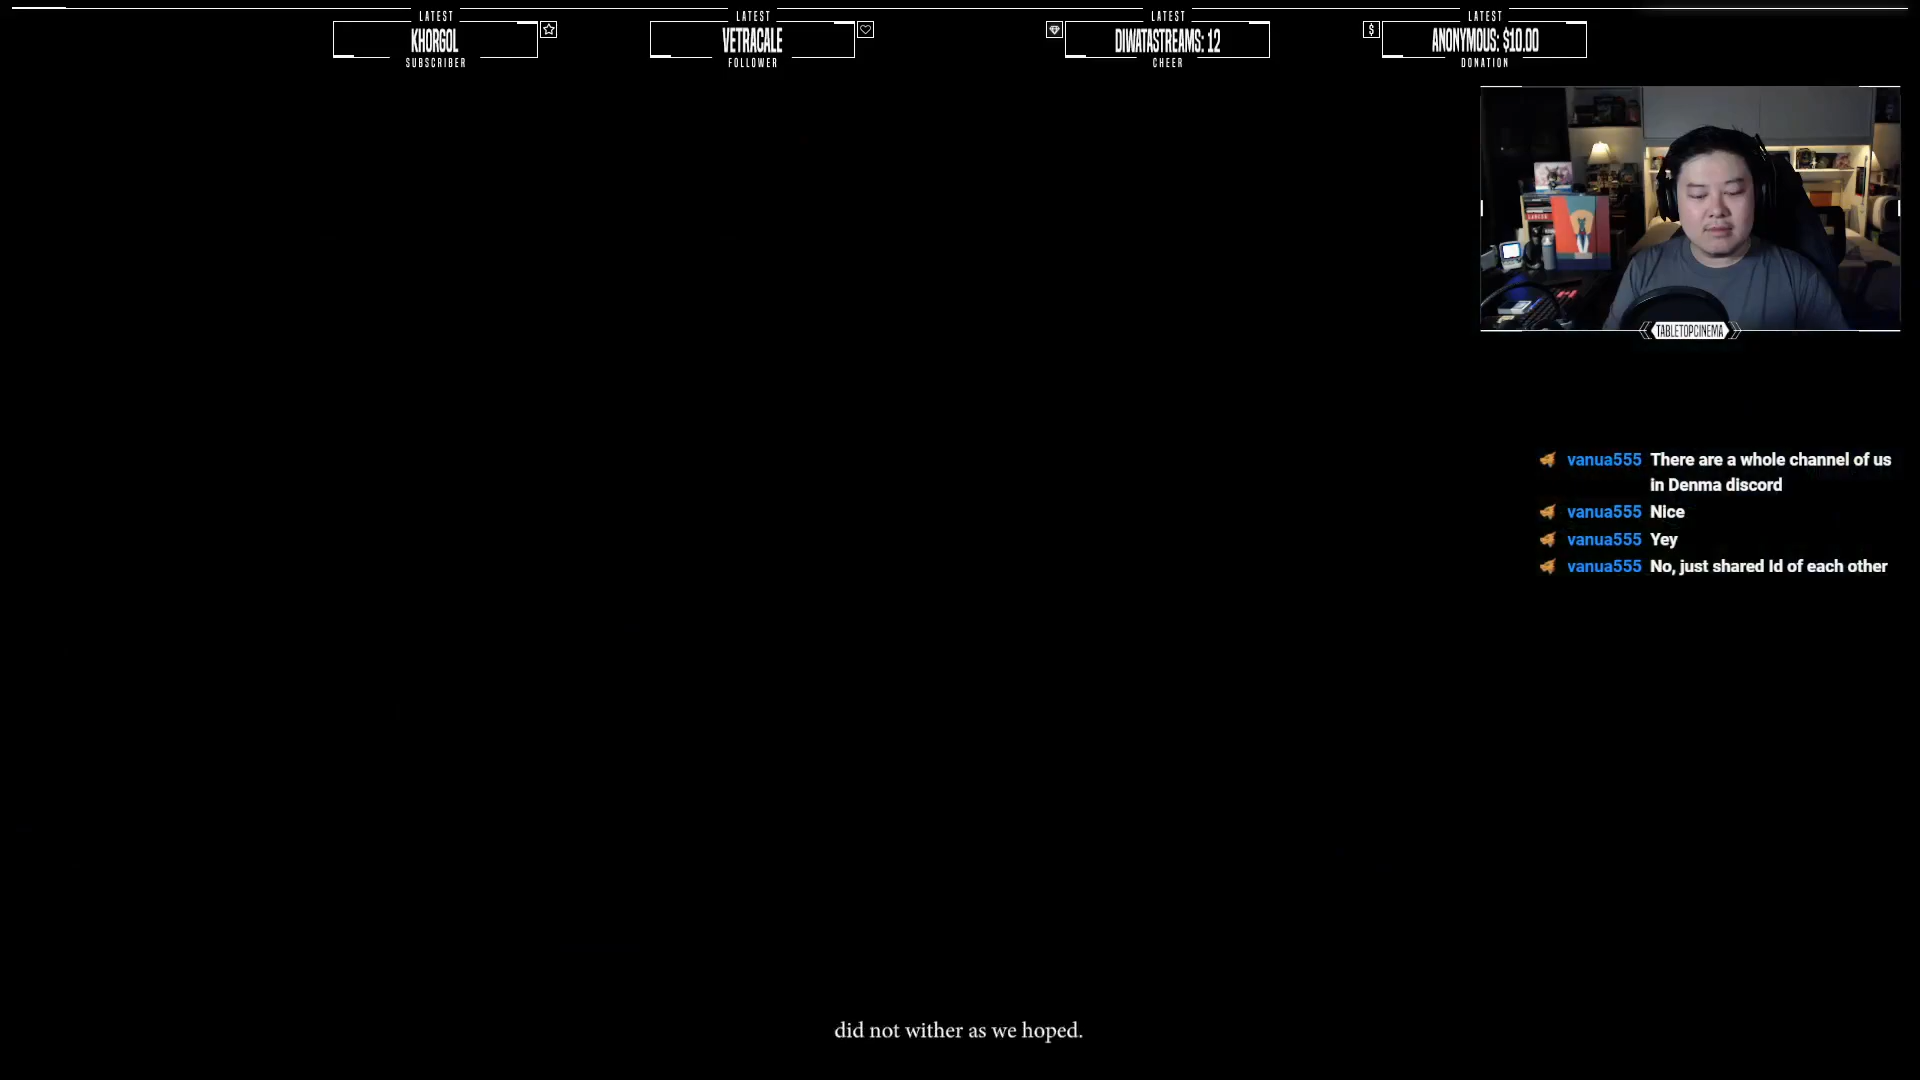 LATEST
KHORGOL
SUBSCRIBER
LATEST
VETRAGALE
FOLLOWER
LATEST
DIWATASTREAMS: 12
CHEER
LATEST
ANONYMOUS: $10.00
DONATION
TABLETOPCINEMA
vanua555 There are a whole channel of us
in Denma discord
vanua555 Nice
vanua555 Yey
vanua555 No, just shared Id of each other
did not wither as we hoped.